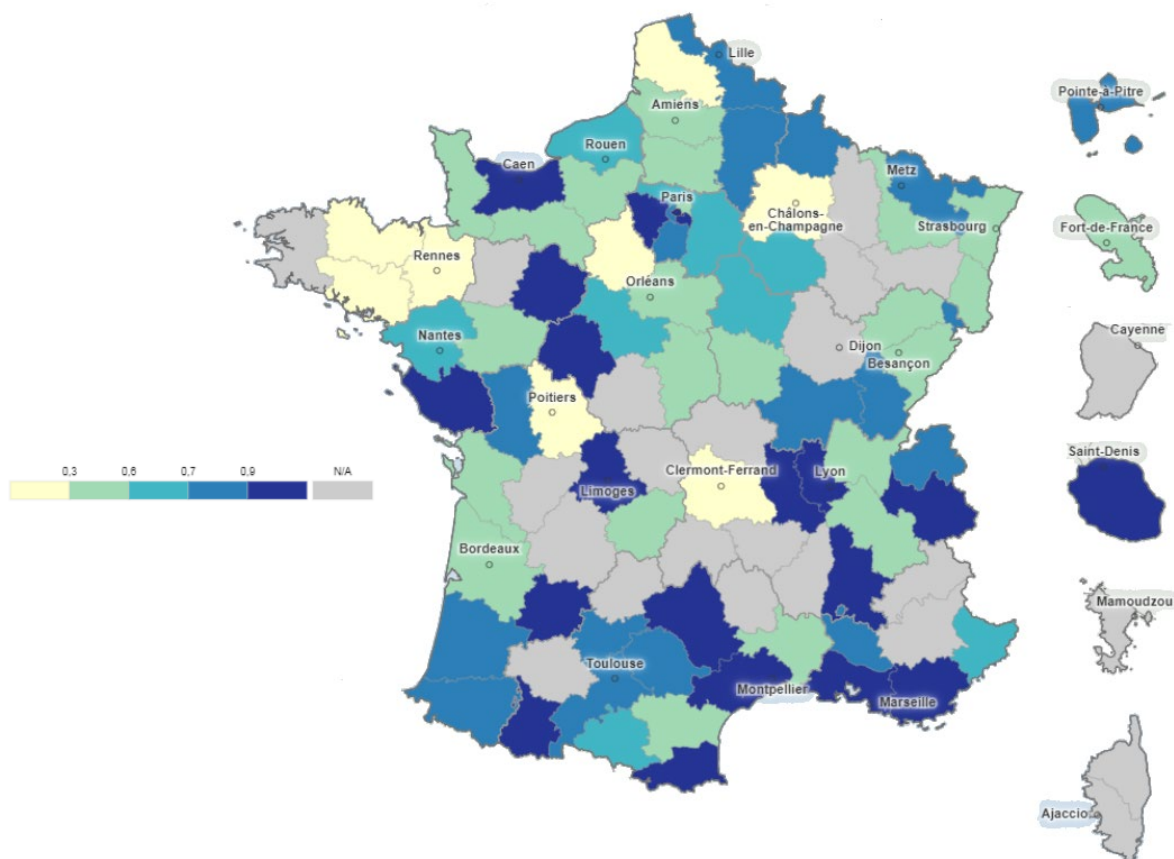 Lille
Pointe-à-Pitre
Amiens
Rouen
Caen
Metz
Paris
Châlons-
en-Champagne
Strasbourg
Fort-de-France
Rennes
Orléans
Nantes
Dijon
Besançon
Cayenne
Poitiers
0,3 0,6 0,7 0,9 N/A
Clermont-Ferrand
Lyon
Saint-Denis
Limoges
Bordeaux
Mamoudzou
Toulouse
Montpellier
Marseille
Ajaccio